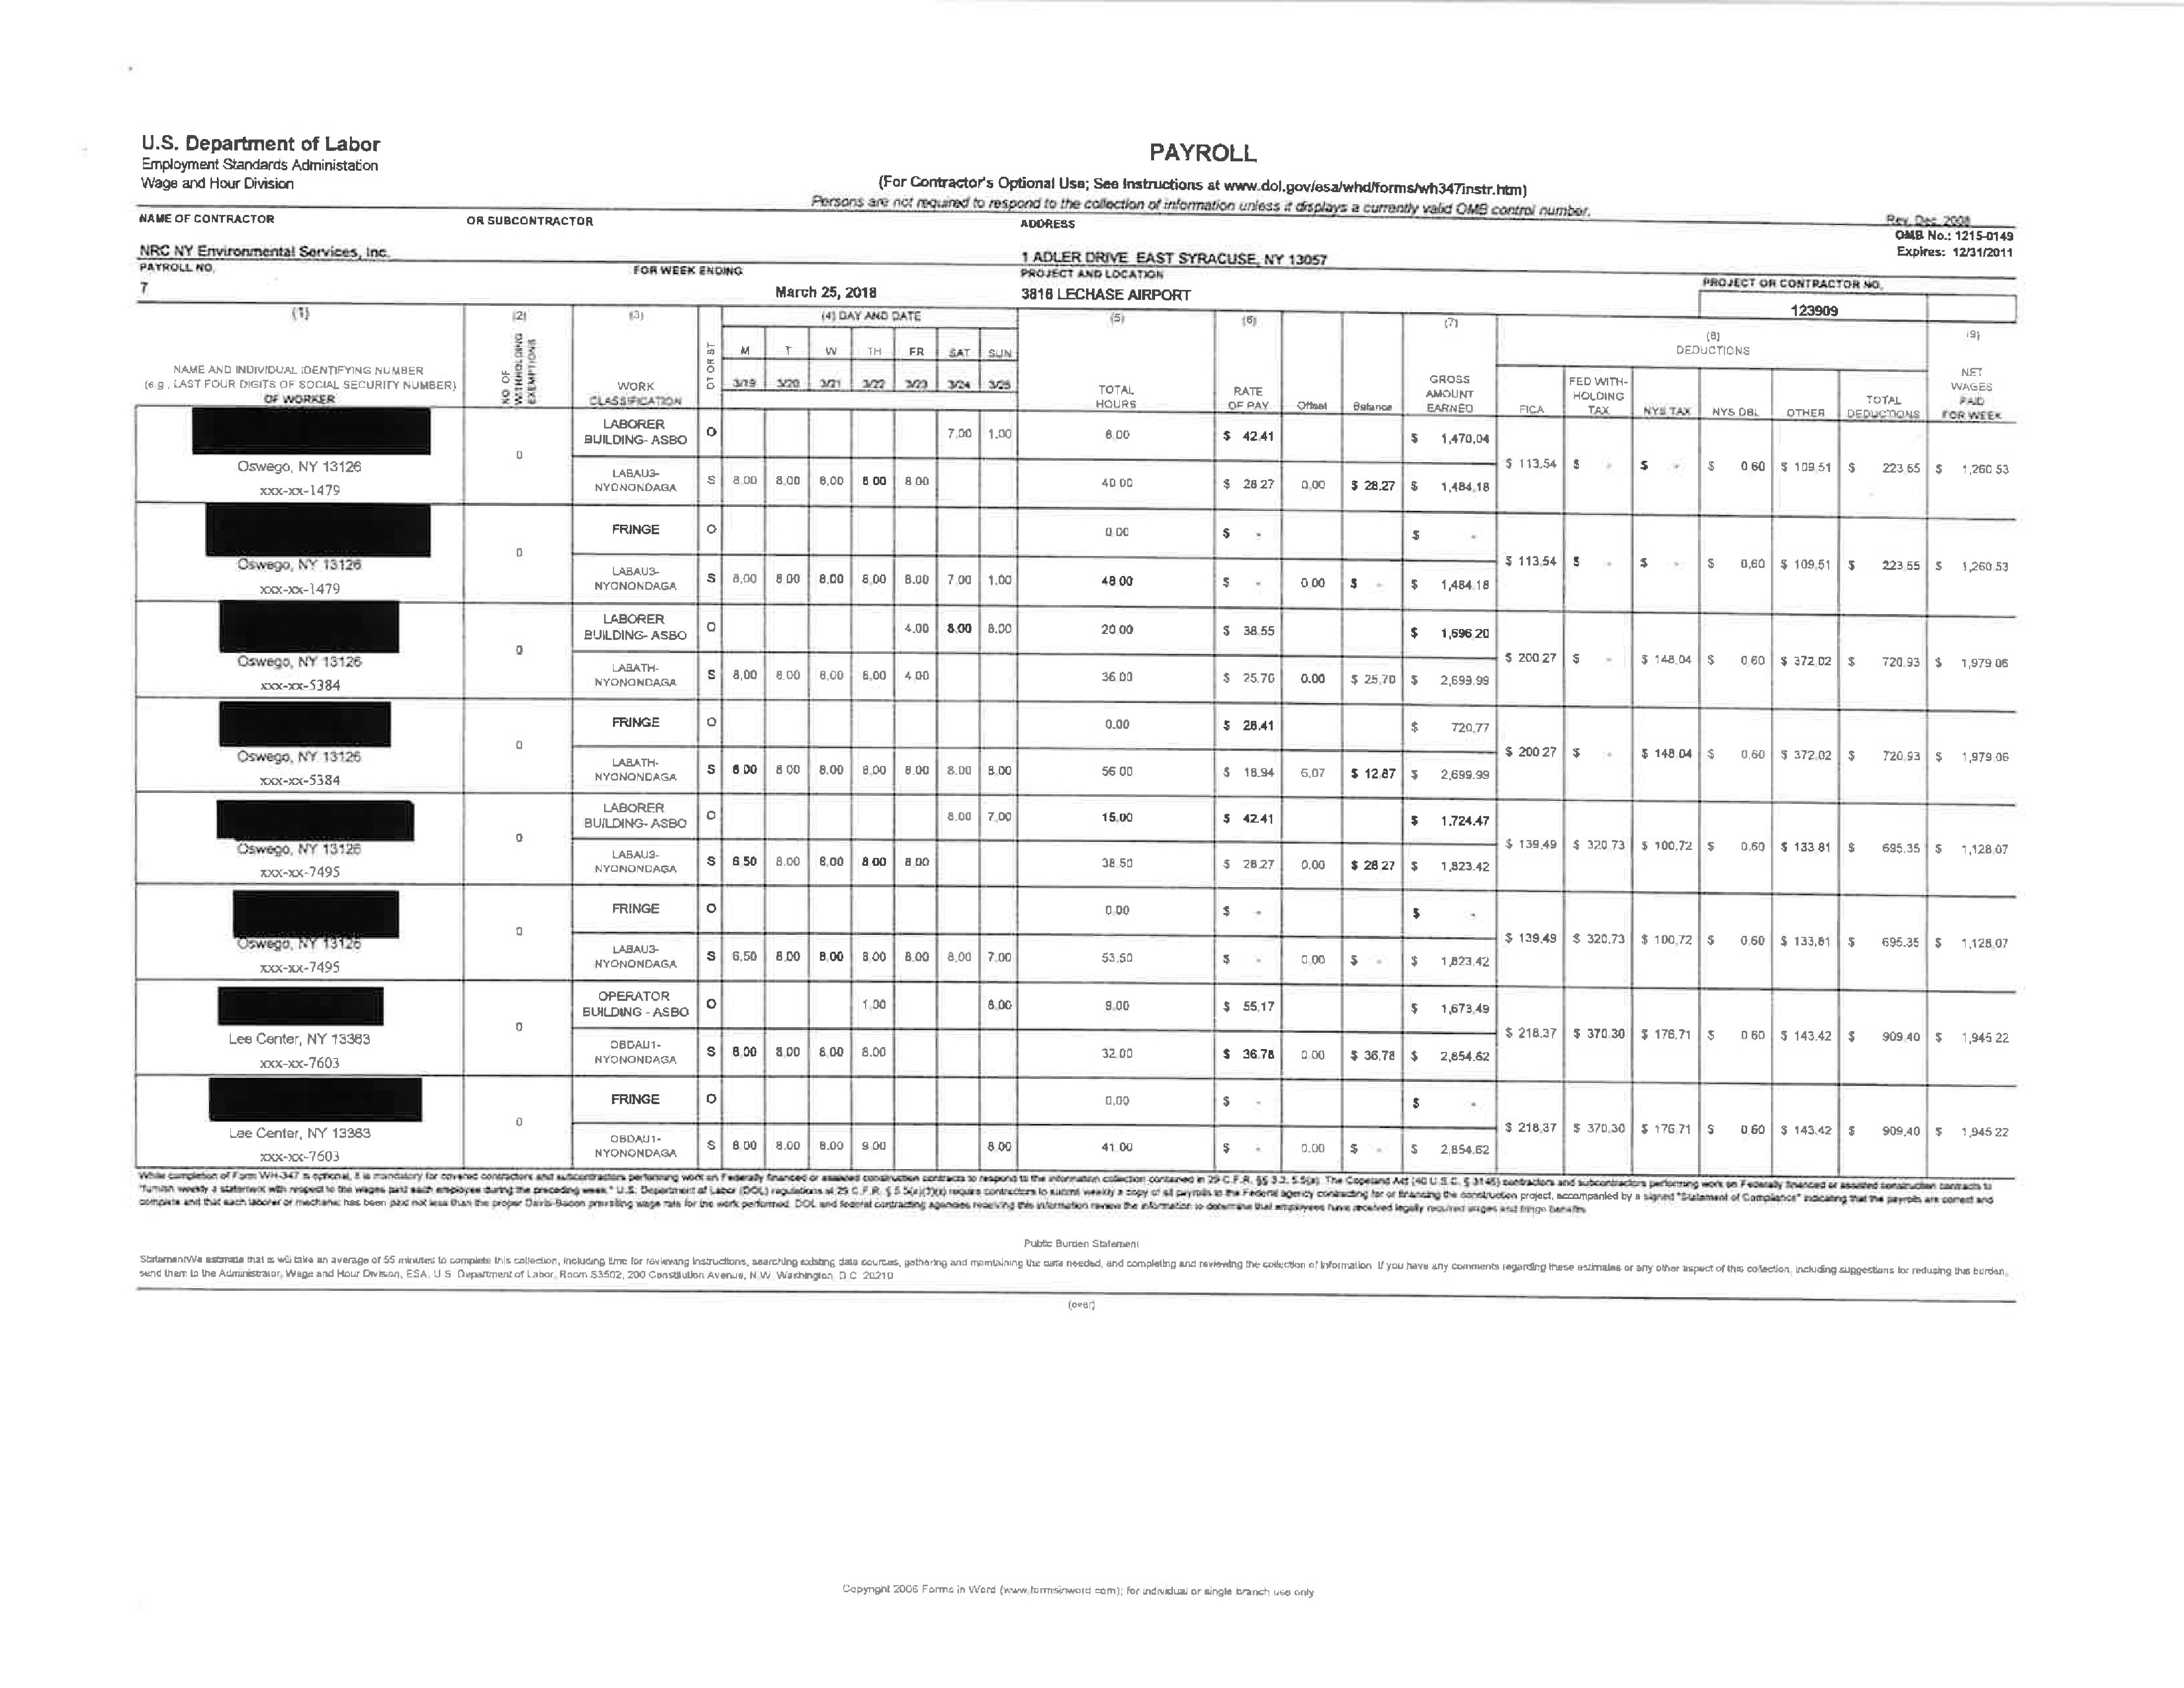 U.S. Department of Labor
Employment Standards Administation
Wage and Hour Division
PAYROLL
(For Contractor's Optional Use; See Instructions at www.dol.gov/esa/whd/forms/wh347instr.htm)
Persons are not required to respond to the collection of information unless it displays a currently valid OMB control number.
Rev. Dec. 2008
OMB No.: 1215-0149
Expires: 12/31/2011
NAME OF CONTRACTOR OR SUBCONTRACTOR ADDRESS
NRC NY Environmental Services, Inc. 1 ADLER DRIVE EAST SYRACUSE, NY 13057
PAYROLL NO. FOR WEEK ENDING PROJECT AND LOCATION PROJECT OR CONTRACTOR NO.
7 March 25, 2018 3818 LECHASE AIRPORT 123909
(1) (2) (3) (4) DAY AND DATE (5) (6) (7) (8) DEDUCTIONS (9)
NAME AND INDIVIDUAL IDENTIFYING NUMBER (e.g., LAST FOUR DIGITS OF SOCIAL SECURITY NUMBER) OF WORKER
NO. OF WITHHOLDING EXEMPTIONS
WORK CLASSIFICATION
OT OR ST
M T W TH FR SAT SUN
3/19 3/20 3/21 3/22 3/23 3/24 3/25
TOTAL HOURS RATE OF PAY Offset Balance GROSS AMOUNT EARNED FICA FED WITH-HOLDING TAX NYS TAX NYS DBL OTHER TOTAL DEDUCTIONS NET WAGES PAID FOR WEEK
LABORER BUILDING- ASBO O 7.00 1.00 8.00 $ 42.41 $ 1,470.04
Oswego, NY 13126 0 $ 113.54 $ - $ - $ 0.60 $ 109.51 $ 223.65 $ 1,260.53
xxx-xx-1479 LABAU3-NYONONDAGA S 8.00 8.00 8.00 8.00 8.00 40.00 $ 28.27 0.00 $ 28.27 $ 1,484.18
FRINGE O 0.00 $ - $ -
Oswego, NY 13126 0 $ 113.54 $ - $ - $ 0.60 $ 109.51 $ 223.65 $ 1,260.53
xxx-xx-1479 LABAU3-NYONONDAGA S 8.00 8.00 8.00 8.00 8.00 7.00 1.00 48.00 $ - 0.00 $ - $ 1,484.18
LABORER BUILDING- ASBO O 4.00 8.00 8.00 20.00 $ 38.55 $ 1,696.20
Oswego, NY 13126 0 $ 200.27 $ - $ 148.04 $ 0.60 $ 372.02 $ 720.93 $ 1,979.06
xxx-xx-5384 LABATH-NYONONDAGA S 8.00 8.00 8.00 8.00 4.00 36.00 $ 25.70 0.00 $ 25.70 $ 2,699.99
FRINGE O 0.00 $ 28.41 $ 720.77
Oswego, NY 13126 0 $ 200.27 $ - $ 148.04 $ 0.60 $ 372.02 $ 720.93 $ 1,979.06
xxx-xx-5384 LABATH-NYONONDAGA S 8.00 8.00 8.00 8.00 8.00 8.00 8.00 56.00 $ 18.94 6.07 $ 12.87 $ 2,699.99
LABORER BUILDING- ASBO O 8.00 7.00 15.00 $ 42.41 $ 1,724.47
Oswego, NY 13126 0 $ 139.49 $ 320.73 $ 100.72 $ 0.60 $ 133.81 $ 695.35 $ 1,128.07
xxx-xx-7495 LABAU3-NYONONDAGA S 6.50 8.00 8.00 8.00 8.00 38.50 $ 28.27 0.00 $ 28.27 $ 1,823.42
FRINGE O 0.00 $ - $ -
Oswego, NY 13126 0 $ 139.49 $ 320.73 $ 100.72 $ 0.60 $ 133.81 $ 695.35 $ 1,128.07
xxx-xx-7495 LABAU3-NYONONDAGA S 6.50 8.00 8.00 8.00 8.00 8.00 7.00 53.50 $ - 0.00 $ - $ 1,823.42
OPERATOR BUILDING - ASBO O 1.00 8.00 9.00 $ 55.17 $ 1,673.49
Lee Center, NY 13363 0 $ 218.37 $ 370.30 $ 176.71 $ 0.60 $ 143.42 $ 909.40 $ 1,945.22
xxx-xx-7603 OBDAU1-NYONONDAGA S 8.00 8.00 8.00 8.00 32.00 $ 36.78 0.00 $ 36.78 $ 2,854.62
FRINGE O 0.00 $ - $ -
Lee Center, NY 13363 0 $ 218.37 $ 370.30 $ 176.71 $ 0.60 $ 143.42 $ 909.40 $ 1,945.22
xxx-xx-7603 OBDAU1-NYONONDAGA S 8.00 8.00 8.00 9.00 8.00 41.00 $ - 0.00 $ - $ 2,854.62
While completion of Form WH-347 is optional, it is mandatory for covered contractors and subcontractors performing work on Federally financed or assisted construction contracts to respond to the information collection contained in 29 C.F.R. §§ 3.3, 5.5(a). The Copeland Act (40 U.S.C. § 3145) contractors and subcontractors performing work on Federally financed or assisted construction contracts to
"furnish weekly a statement with respect to the wages paid each employee during the preceding week." U.S. Department of Labor (DOL) regulations at 29 C.F.R. § 5.5(a)(3)(ii) require contractors to submit weekly a copy of all payrolls to the Federal agency contracting for or financing the construction project, accompanied by a signed "Statement of Compliance" indicating that the payrolls are correct and
complete and that each laborer or mechanic has been paid not less than the proper Davis-Bacon prevailing wage rate for the work performed. DOL and federal contracting agencies receiving this information review the information to determine that employees have received legally required wages and fringe benefits.
Public Burden Statement
StatementWe estimate that is will take an average of 55 minutes to complete this collection, including time for reviewing instructions, searching existing data sources, gathering and maintaining the data needed, and completing and reviewing the collection of information. If you have any comments regarding these estimates or any other aspect of this collection, including suggestions for reducing this burden,
send them to the Administrator, Wage and Hour Division, ESA, U.S. Department of Labor, Room S3502, 200 Constitution Avenue, N.W. Washington, D.C. 20210
(over)
Copyright 2006 Forms in Word (www.formsinword.com); for individual or single branch use only